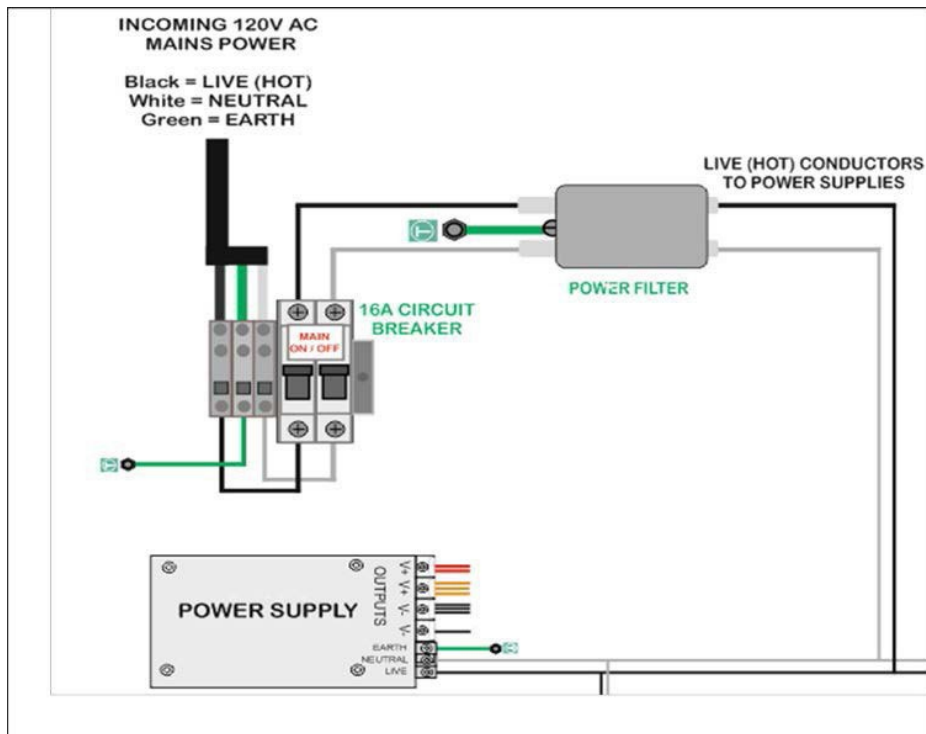 INCOMING 120V AC
MAINS POWER
Black = LIVE (HOT)
White = NEUTRAL
Green = EARTH
LIVE (HOT) CONDUCTORS
TO POWER SUPPLIES
POWER FILTER
16A CIRCUIT
BREAKER
MAIN
ON / OFF
POWER SUPPLY
OUTPUTS
V+
V+
V-
V-
EARTH
NEUTRAL
LIVE